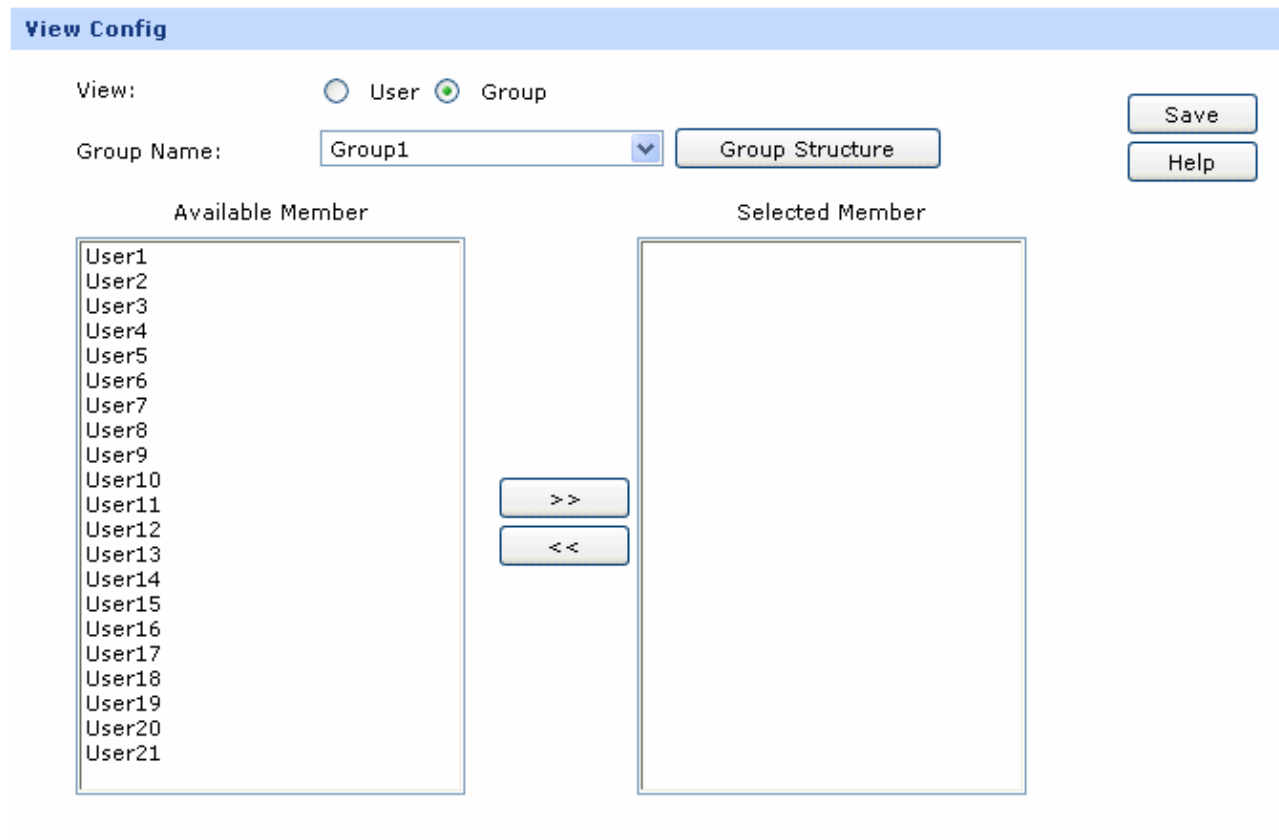 View Config
View: User Group
Save
Group Name: Group1 Group Structure
Help
Available Member Selected Member
User1
User2
User3
User4
User5
User6
User7
User8
User9
User10
User11
User12
User13
User14
User15
User16
User17
User18
User19
User20
User21
>>
<<